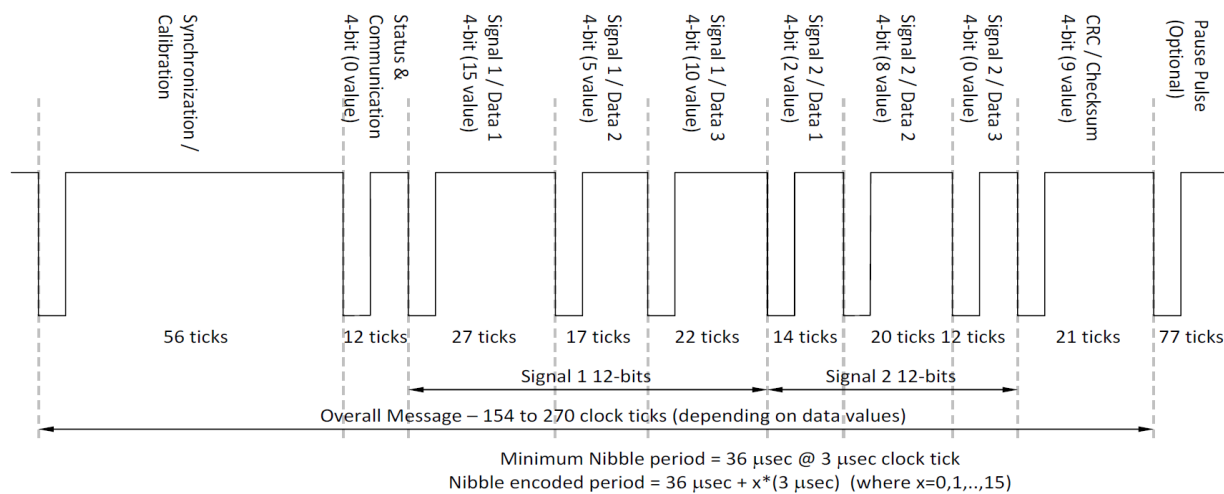 Synchronization /
Calibration
Status &
Communication
4-bit (0 value)
Signal 1 / Data 1
4-bit (15 value)
Signal 1 / Data 2
4-bit (5 value)
Signal 1 / Data 3
4-bit (10 value)
Signal 2 / Data 1
4-bit (2 value)
Signal 2 / Data 2
4-bit (8 value)
Signal 2 / Data 3
4-bit (0 value)
CRC / Checksum
4-bit (9 value)
Pause Pulse
(Optional)
56 ticks 12 ticks 27 ticks 17 ticks 22 ticks 14 ticks 20 ticks 12 ticks 21 ticks 77 ticks
Signal 1 12-bits Signal 2 12-bits
Overall Message – 154 to 270 clock ticks (depending on data values)
Minimum Nibble period = 36 μsec @ 3 μsec clock tick
Nibble encoded period = 36 μsec + x*(3 μsec) (where x=0,1,..,15)